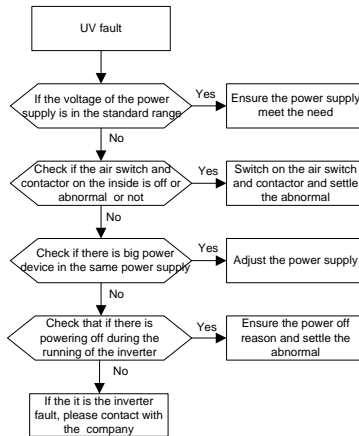 UV fault
If the voltage of the power
supply is in the standard range
Yes
Ensure the power supply
meet the need
No
Check if the air switch and
contactor on the inside is off or
abnormal or not
Yes
Switch on the air switch
and contactor and settle
the abnormal
No
Check if there is big power
device in the same power supply
Yes
Adjust the power supply
No
Check that if there is
powering off during the
running of the inverter
Yes
Ensure the power off
reason and settle the
abnormal
No
If the it is the inverter
fault, please contact with
the company